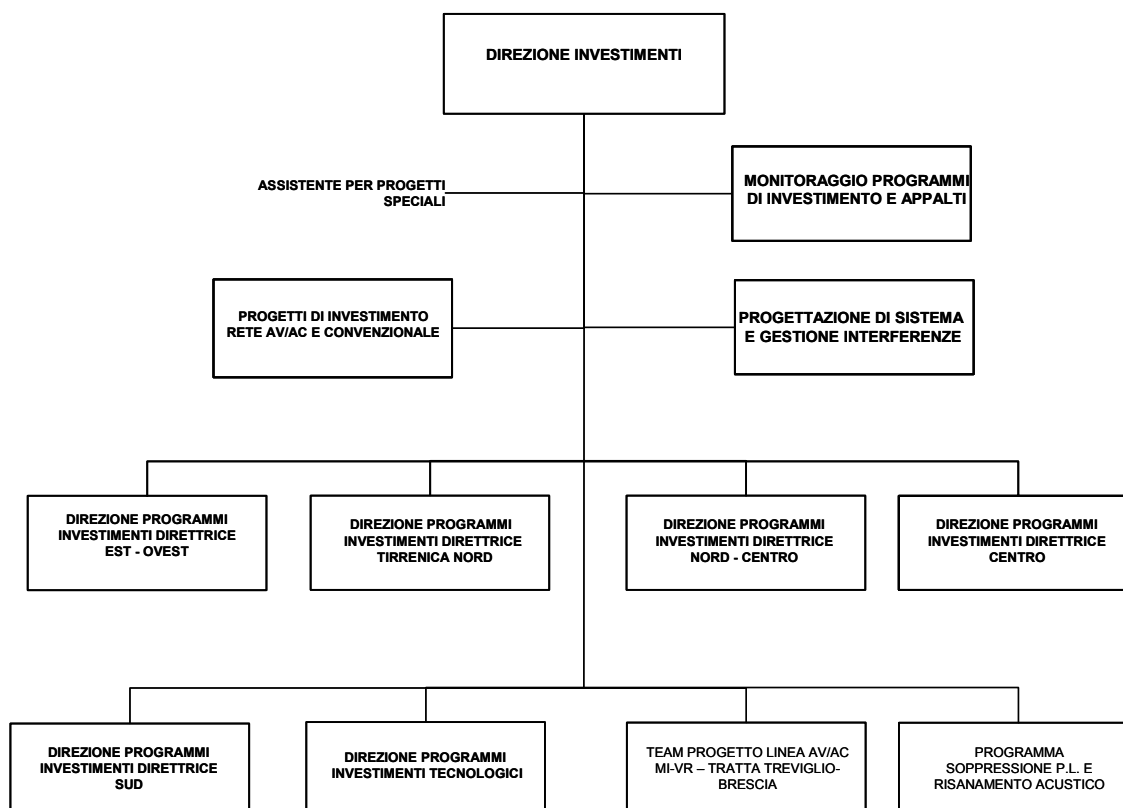 DIREZIONE INVESTIMENTI
ASSISTENTE PER PROGETTI
SPECIALI
MONITORAGGIO PROGRAMMI
DI INVESTIMENTO E APPALTI
PROGETTI DI INVESTIMENTO
RETE AV/AC E CONVENZIONALE
PROGETTAZIONE DI SISTEMA
E GESTIONE INTERFERENZE
DIREZIONE PROGRAMMI
INVESTIMENTI DIRETTRICE
EST - OVEST
DIREZIONE PROGRAMMI
INVESTIMENTI DIRETTRICE
TIRRENICA NORD
DIREZIONE PROGRAMMI
INVESTIMENTI DIRETTRICE
NORD - CENTRO
DIREZIONE PROGRAMMI
INVESTIMENTI DIRETTRICE
CENTRO
DIREZIONE PROGRAMMI
INVESTIMENTI DIRETTRICE
SUD
DIREZIONE PROGRAMMI
INVESTIMENTI TECNOLOGICI
TEAM PROGETTO LINEA AV/AC
MI-VR – TRATTA TREVIGLIO-
BRESCIA
PROGRAMMA
SOPPRESSIONE P.L. E
RISANAMENTO ACUSTICO